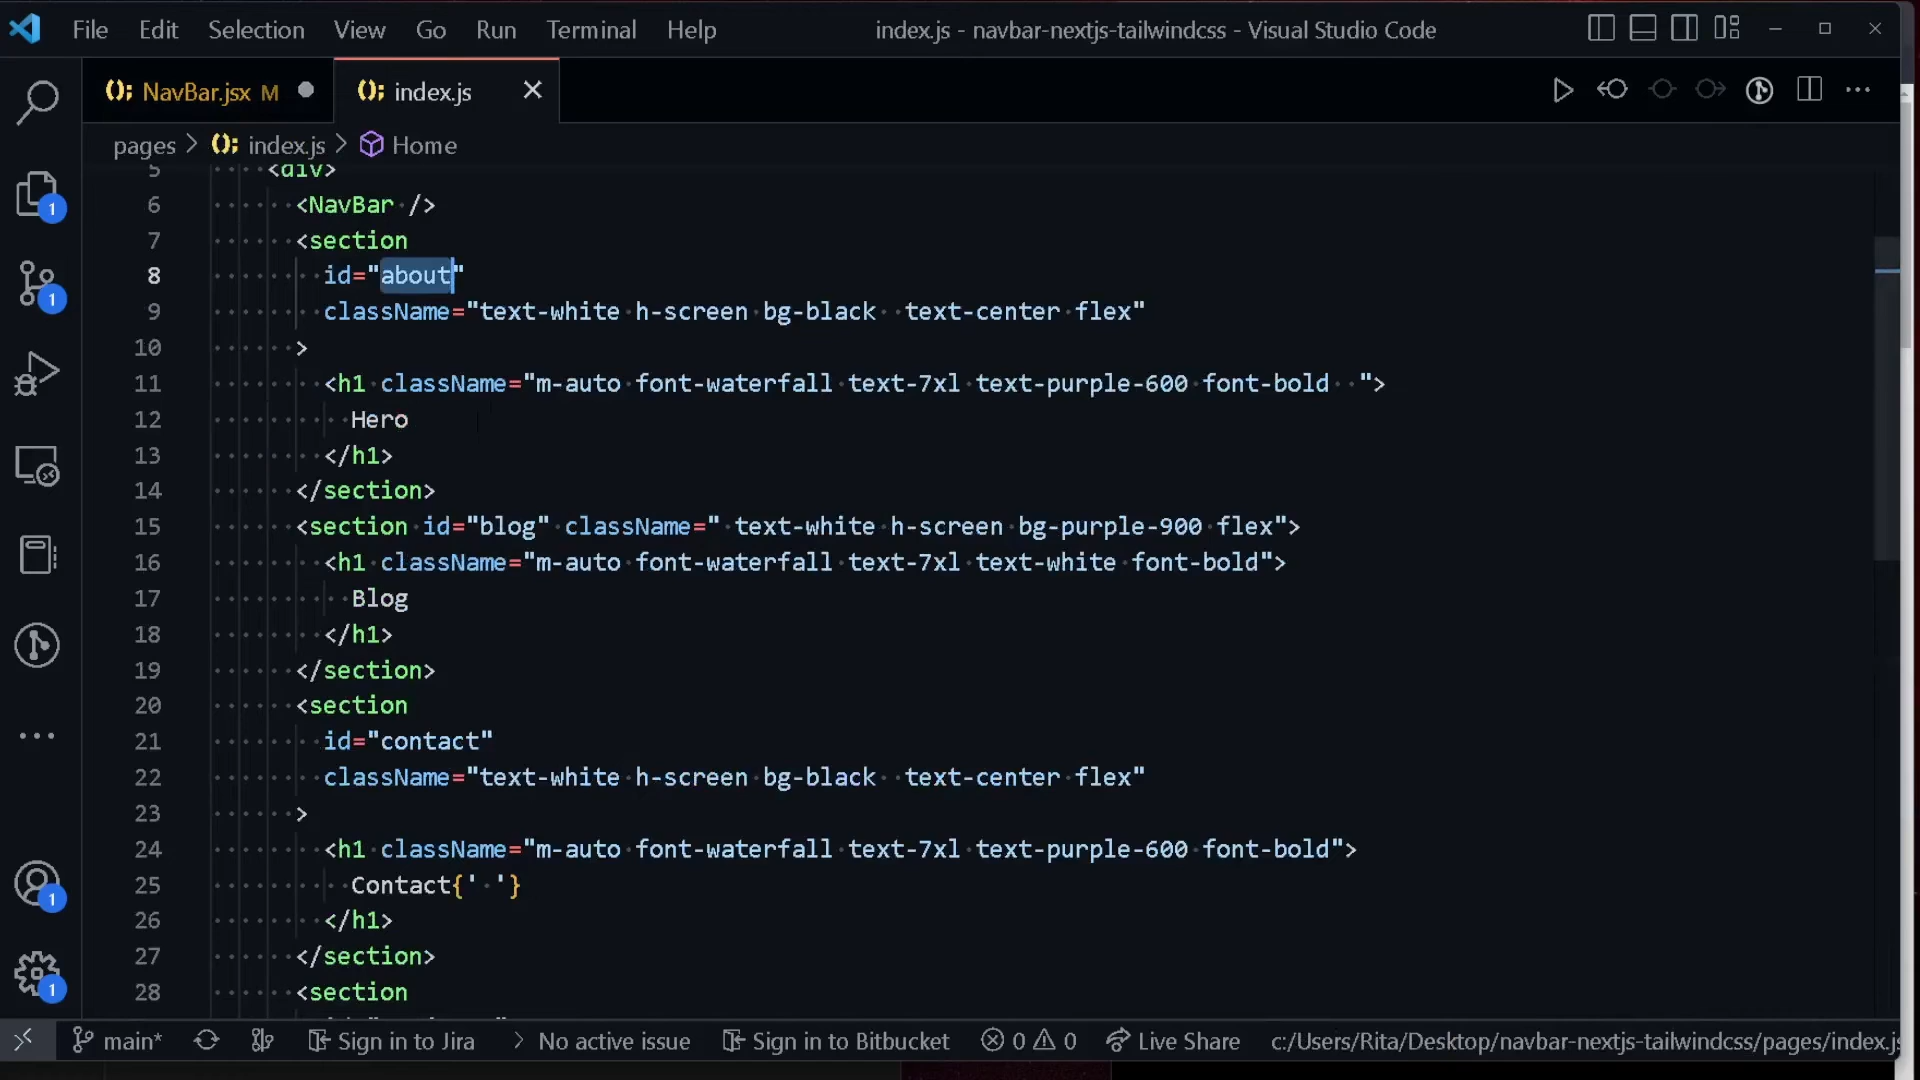 File Edit Selection View Go Run Terminal Help index.js - navbar-nextjs-tailwindcss - Visual Studio Code
NavBar.jsx M index.js
pages > index.js > Home
5 <div>
6 <NavBar />
7 <section
8 id="about"
9 className="text-white h-screen bg-black  text-center flex"
10 >
11 <h1 className="m-auto font-waterfall text-7xl text-purple-600 font-bold  ">
12 Hero
13 </h1>
14 </section>
15 <section id="blog" className=" text-white h-screen bg-purple-900 flex">
16 <h1 className="m-auto font-waterfall text-7xl text-white font-bold">
17 Blog
18 </h1>
19 </section>
20 <section
21 id="contact"
22 className="text-white h-screen bg-black  text-center flex"
23 >
24 <h1 className="m-auto font-waterfall text-7xl text-purple-600 font-bold">
25 Contact{' '}
26 </h1>
27 </section>
28 <section
1
1
1
1
main* Sign in to Jira > No active issue Sign in to Bitbucket 0 0 Live Share c:/Users/Rita/Desktop/navbar-nextjs-tailwindcss/pages/index.js